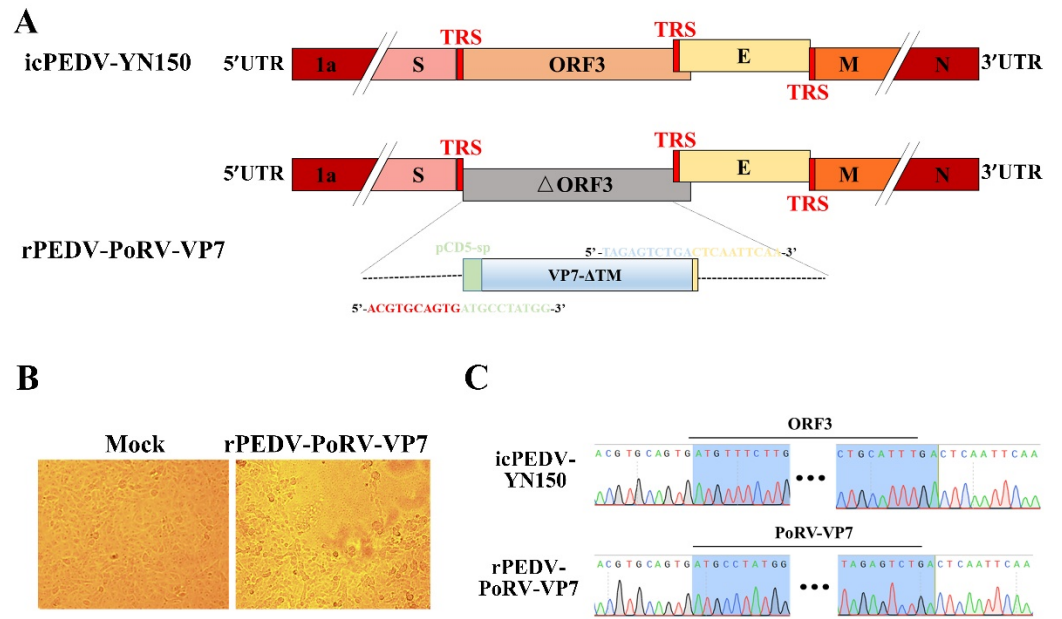 A
icPEDV-YN150
5'UTR 1a S TRS ORF3 TRS E TRS M N 3'UTR
5'UTR 1a S TRS △ORF3 TRS E TRS M N 3'UTR
rPEDV-PoRV-VP7
pCD5-sp
5'-TAGAGTCTGACTCAATTCAA-3'
VP7-ΔTM
5'-ACGTGCAGTGATGCCTATGG-3'
B
Mock rPEDV-PoRV-VP7
C
ORF3
icPEDV-
YN150
ACGTGCAGTGATGTTTCTTG ••• CTGCATTTGACTCAATTCAA
PoRV-VP7
rPEDV-
PoRV-VP7
ACGTGCAGTGATGCCTATGG ••• TAGAGTCTGACTCAATTCAA